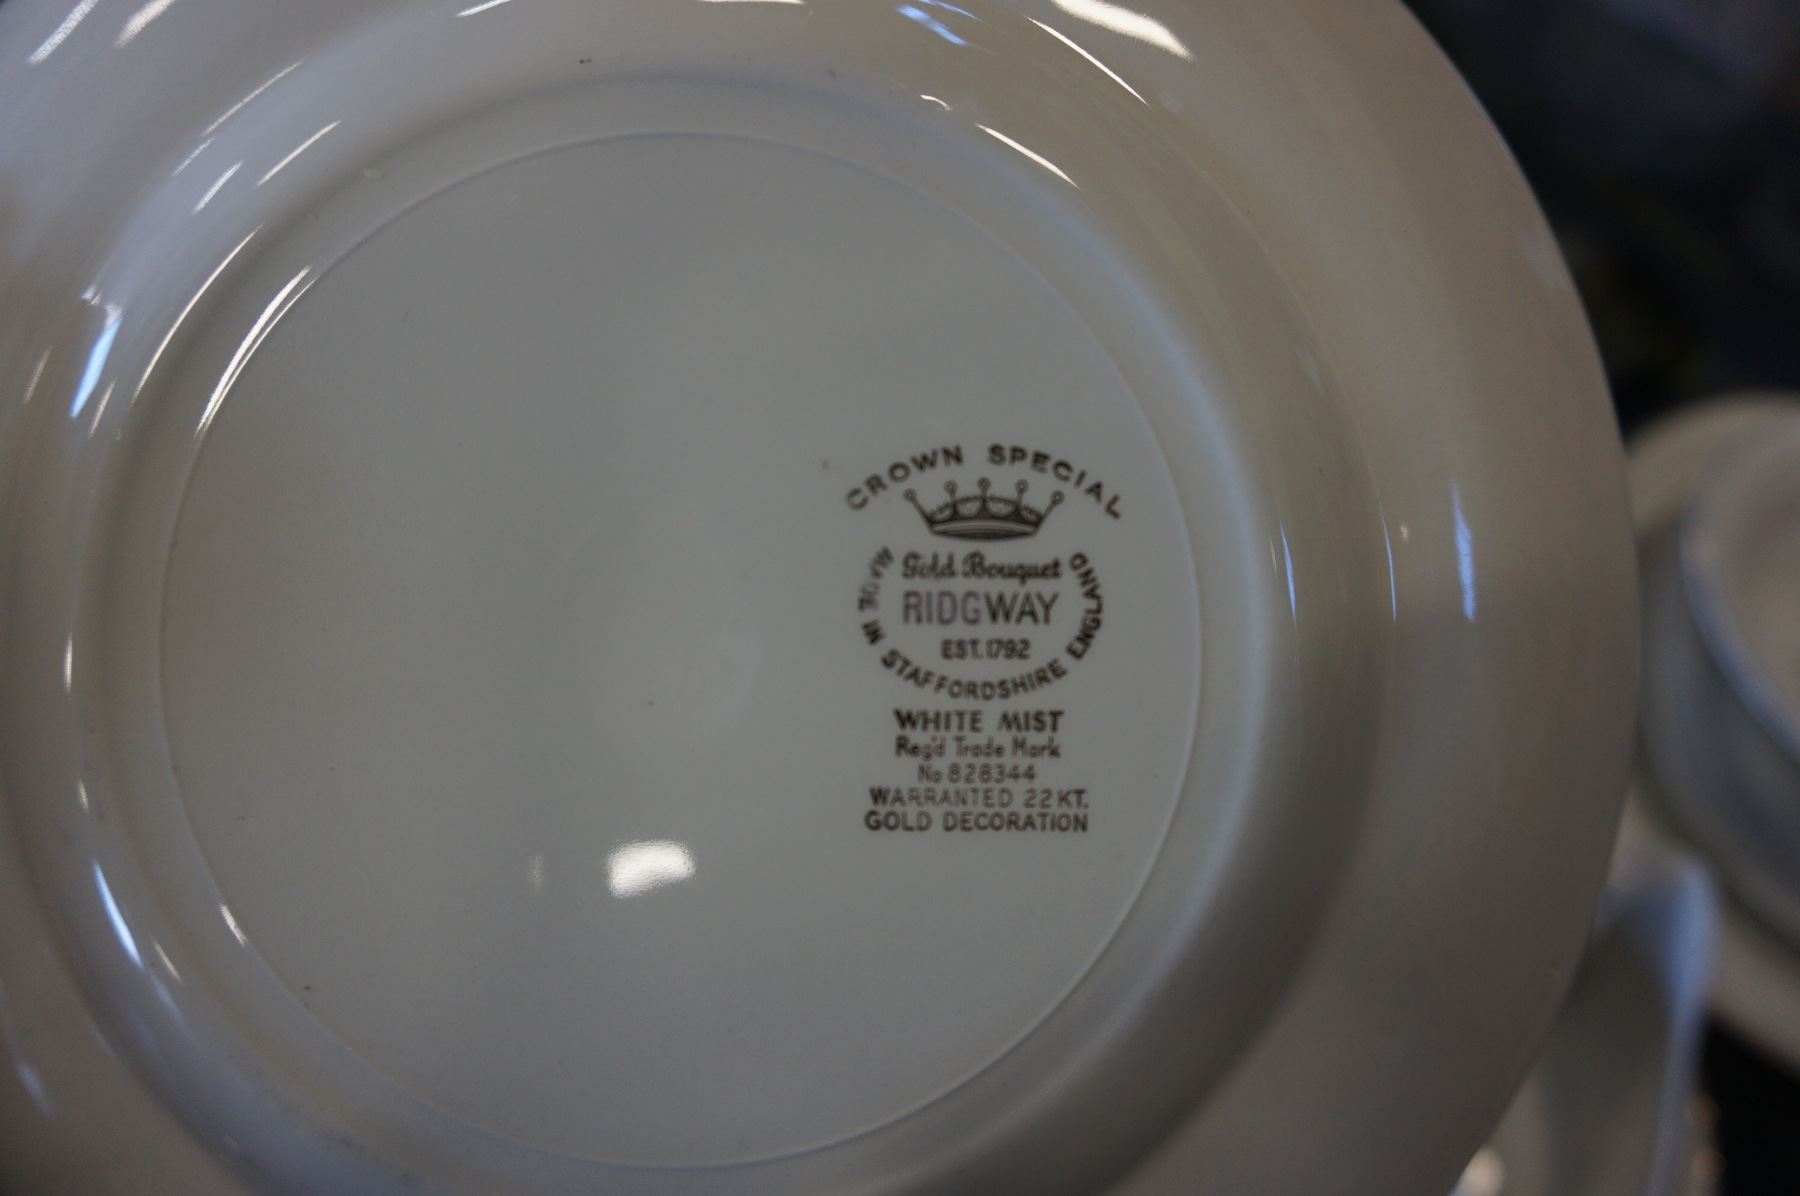 CROWN SPECIAL
Gold Bouquet
RIDGWAY
EST. 1792
MADE IN STAFFORDSHIRE ENGLAND
WHITE MIST
Reg'd Trade Mark
No 828344
WARRANTED 22 KT.
GOLD DECORATION